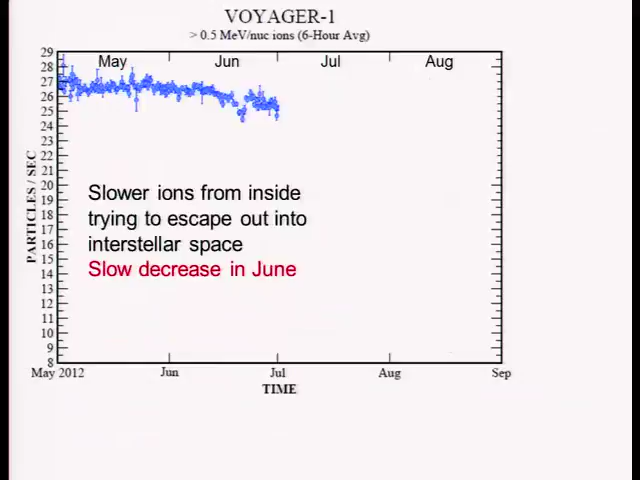 VOYAGER-1
> 0.5 MeV/nuc ions (6-Hour Avg)
May Jun Jul Aug
29
28
27
26
25
24
23
22
21
20
19
18
17
16
15
14
13
12
11
10
9
8
PARTICLES / SEC
Slower ions from inside
trying to escape out into
interstellar space
Slow decrease in June
May 2012 Jun Jul Aug Sep
TIME